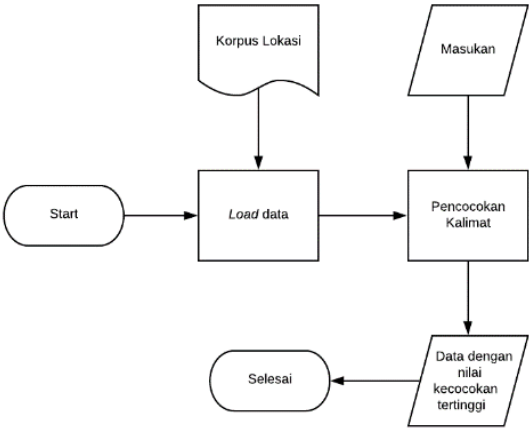 Korpus Lokasi
Masukan
Start
Load data
Pencocokan
Kalimat
Selesai
Data dengan
nilai
kecocokan
tertinggi